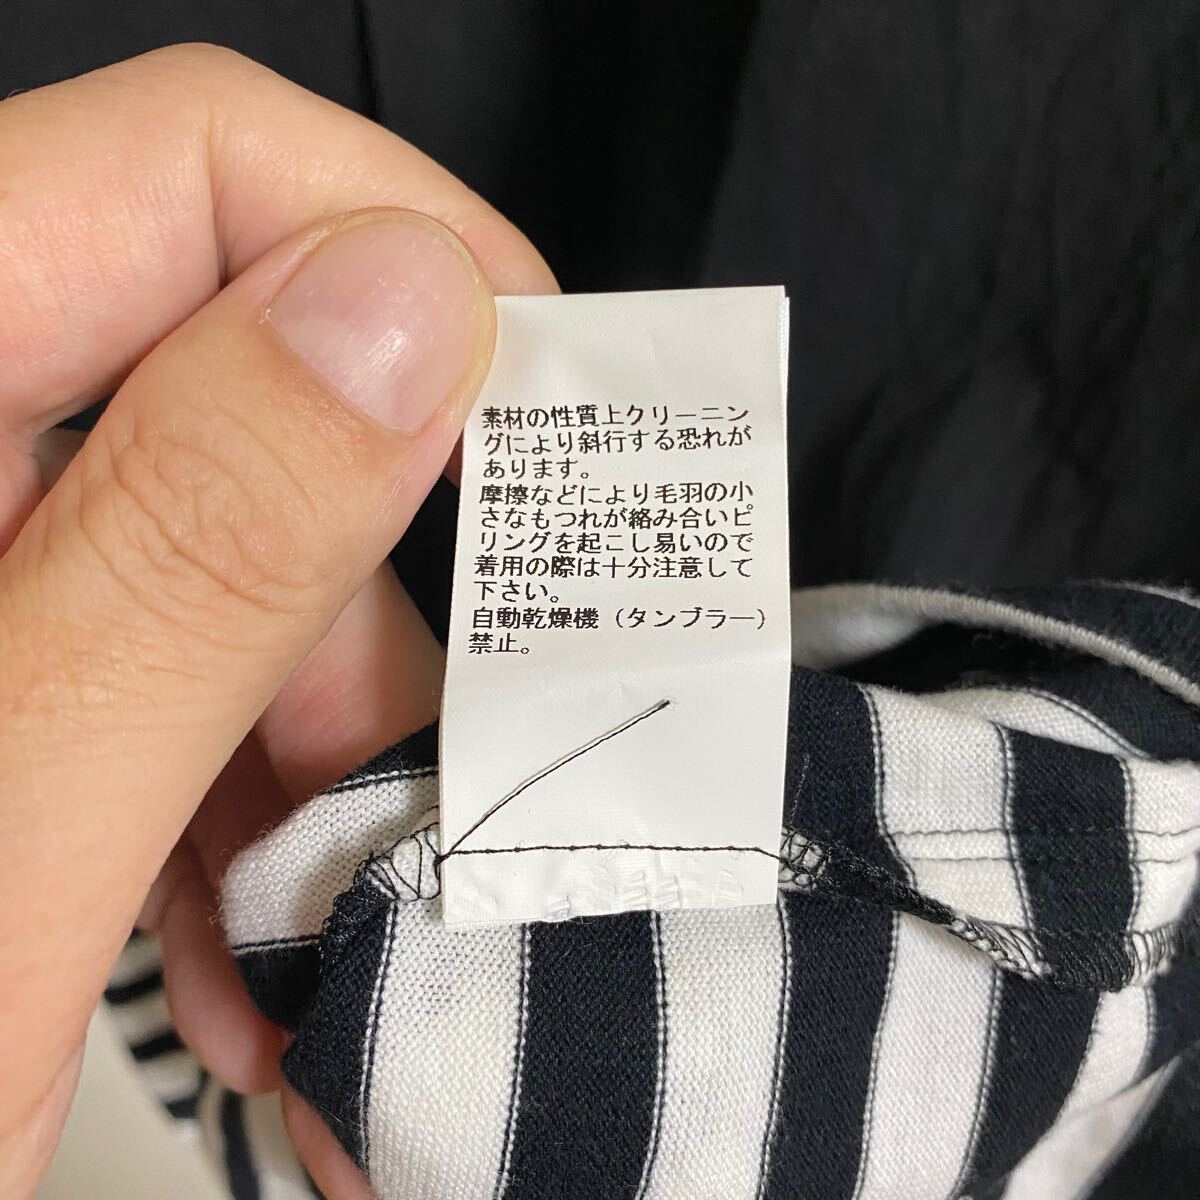 素材の性質上クリーニン
グにより斜行する恐れが
あります。
摩擦などにより毛羽の小
さなもつれが絡み合いピ
リングを起こし易いので
着用の際は十分注意して
下さい。
自動乾燥機（タンブラー）
禁止。